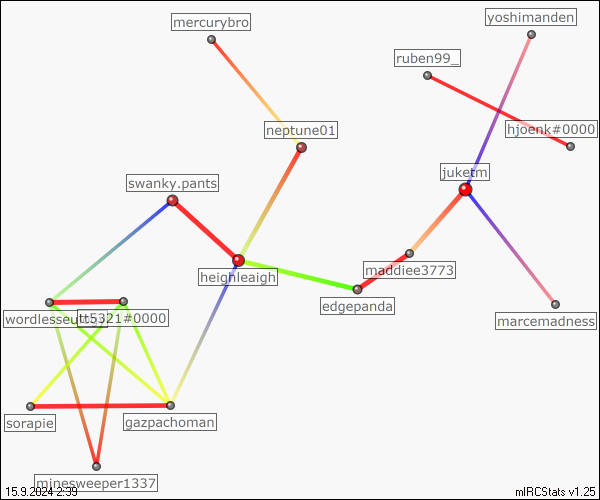 yoshimanden
mercurybro
ruben99_
neptune01
hjoenk#0000
juketm
swanky.pants
maddiee3773
heighleaigh
edgepanda
tt5321#0000
marcemadness
sorapie
gazpachoman
minesweeper1337
15.9.2024 2:39
mIRCStats v1.25